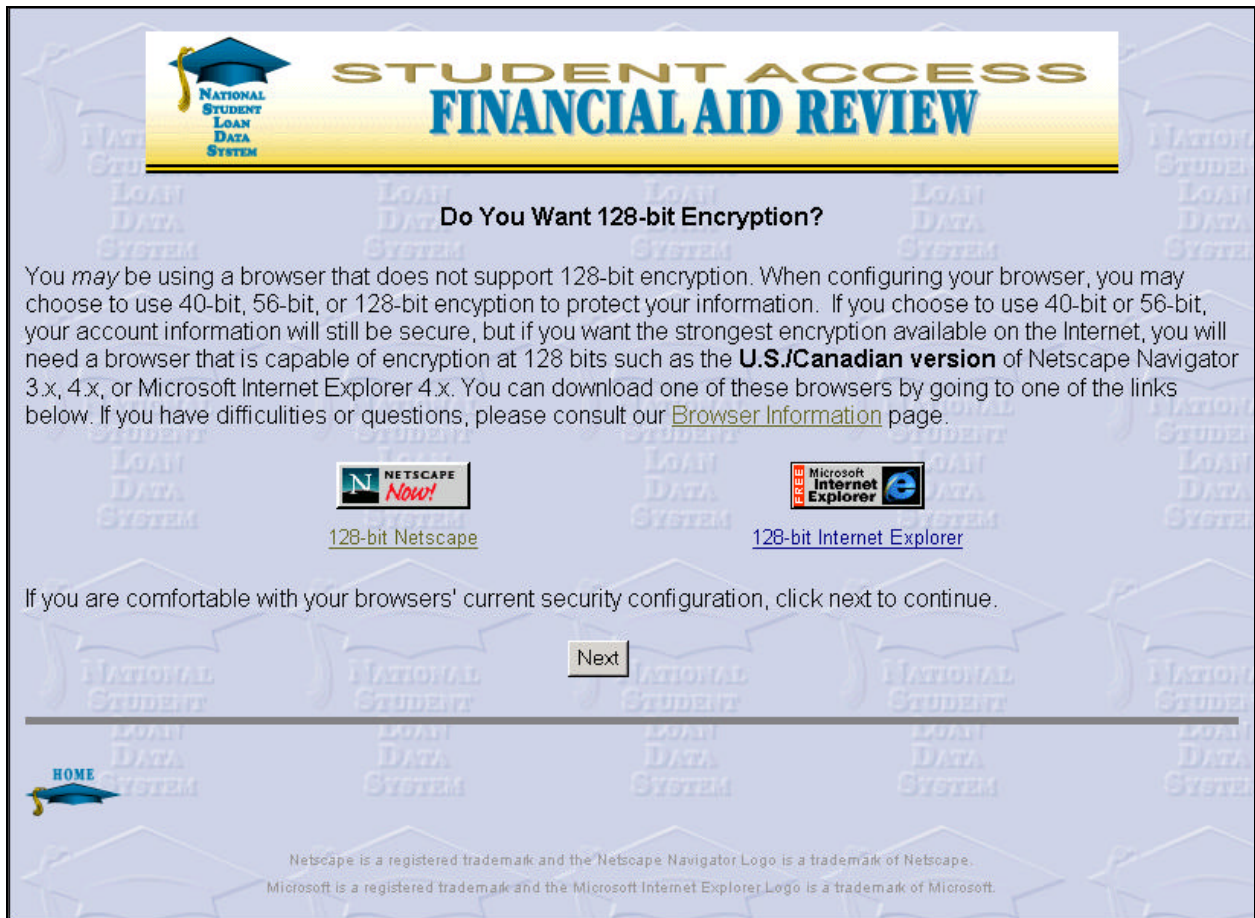 NATIONAL
STUDENT
LOAN
DATA
SYSTEM
STUDENT ACCESS
FINANCIAL AID REVIEW
Do You Want 128-bit Encryption?
You may be using a browser that does not support 128-bit encryption. When configuring your browser, you may
choose to use 40-bit, 56-bit, or 128-bit encyption to protect your information. If you choose to use 40-bit or 56-bit,
your account information will still be secure, but if you want the strongest encryption available on the Internet, you will
need a browser that is capable of encryption at 128 bits such as the U.S./Canadian version of Netscape Navigator
3.x, 4.x, or Microsoft Internet Explorer 4.x. You can download one of these browsers by going to one of the links
below. If you have difficulities or questions, please consult our Browser Information page.
N NETSCAPE
Now!
FREE Microsoft
Internet
Explorer
128-bit Netscape 128-bit Internet Explorer
If you are comfortable with your browsers' current security configuration, click next to continue.
Next
HOME
Netscape is a registered trademark and the Netscape Navigator Logo is a trademark of Netscape.
Microsoft is a registered trademark and the Microsoft Internet Explorer Logo is a trademark of Microsoft.